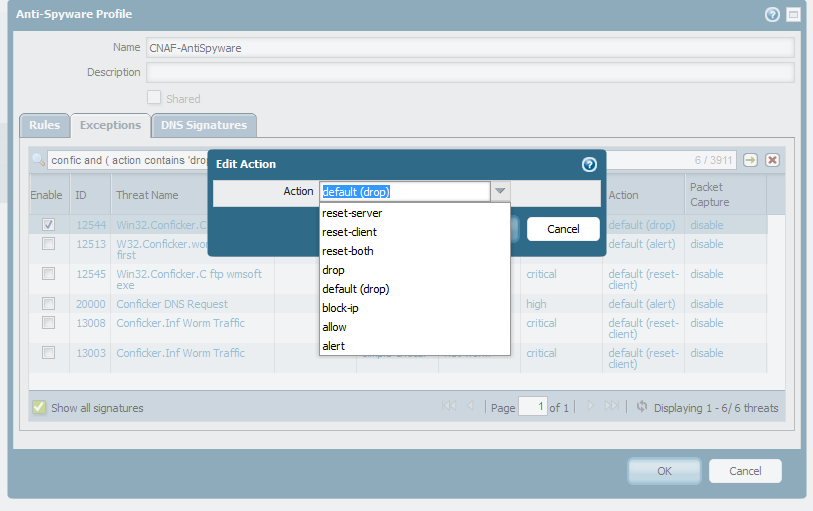 Anti-Spyware Profile
Name CNAF-AntiSpyware
Description
Shared
Rules Exceptions DNS Signatures
confic and ( action contains 'drop 6 / 3911
Edit Action
Action default (drop)
reset-server
reset-client
reset-both
drop
default (drop)
block-ip
allow
alert
Cancel
Enable ID Threat Name Action Packet Capture
12544 Win32.Conficker.C default (drop) disable
12513 W32.Conficker.wor first default (alert) disable
12545 Win32.Conficker.C ftp wmsoft exe critical default (reset-client) disable
20000 Conficker DNS Request high default (alert) disable
13008 Conficker.Inf Worm Traffic critical default (reset-client) disable
13003 Conficker.Inf Worm Traffic critical default (reset-client) disable
Show all signatures Page 1 of 1 Displaying 1 - 6/ 6 threats
OK Cancel